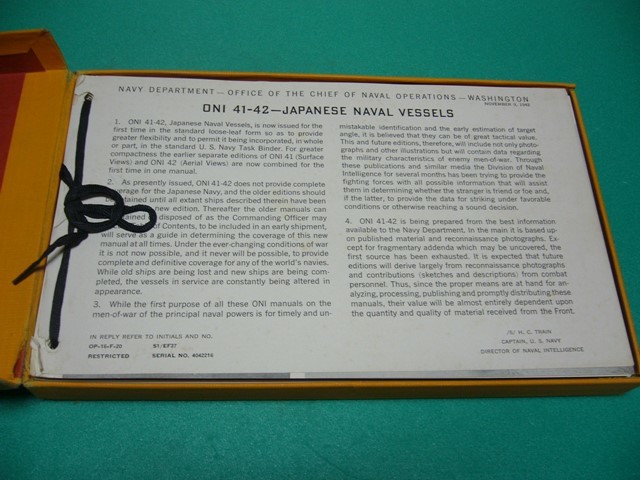 NAVY DEPARTMENT — OFFICE OF THE CHIEF OF NAVAL OPERATIONS — WASHINGTON
NOVEMBER
ONI 41-42—JAPANESE NAVAL VESSELS
1. ONI 41-42, Japanese Naval Vessels, is now issued for the
first time in the standard loose-leaf form so as to provide
greater flexibility and to permit it being incorporated, in whole
or part, in the standard U. S. Navy Task Binder. For greater
compactness the earlier separate editions of ONI 41 (Surface
Views) and ONI 42 (Aerial Views) are now combined for the
first time in one manual.
2. As presently issued, ONI 41-42 does not provide complete
coverage for the Japanese Navy, and the older editions should
be retained until all extant ships described therein have been
new edition. Thereafter the older manuals can
disposed of as the Commanding Officer may
of Contents, to be included in an early shipment,
will serve as a guide in determining the coverage of this new
manual at all times. Under the ever-changing conditions of war
it is not now possible, and it never will be possible, to provide
complete and definitive coverage for any of the world's navies.
While old ships are being lost and new ships are being com-
pleted, the vessels in service are constantly being altered in
appearance.
3. While the first purpose of all these ONI manuals on the
men-of-war of the principal naval powers is for timely and un-
mistakable identification and the early estimation of target
angle, it is believed that they can be of great tactical value.
This and future editions, therefore, will include not only photo-
graphs and other illustrations but will contain data regarding
the military characteristics of enemy men-of-war. Through
these publications and similar media the Division of Naval
Intelligence for several months has been trying to provide the
fighting forces with all possible information that will assist
them in determining whether the stranger is friend or foe and,
if the latter, to provide the data for striking under favorable
conditions or otherwise reaching a sound decision.
4. ONI 41-42 is being prepared from the best information
available to the Navy Department. In the main it is based up-
on published material and reconnaissance photographs. Ex-
cept for fragmentary addenda which may be uncovered, the
first source has been exhausted. It is expected that future
editions will derive largely from reconnaissance photographs
and contributions (sketches and descriptions) from combat
personnel. Thus, since the proper means are at hand for an-
alyzing, processing, publishing and promptly distributing these
manuals, their value will be almost entirely dependent upon
the quantity and quality of material received from the Front.
IN REPLY REFER TO INITIALS AND NO.
OP-16-F-20 S1/EF37
RESTRICTED SERIAL NO. 4042216
/S/ H. C. TRAIN
CAPTAIN, U. S. NAVY
DIRECTOR OF NAVAL INTELLIGENCE